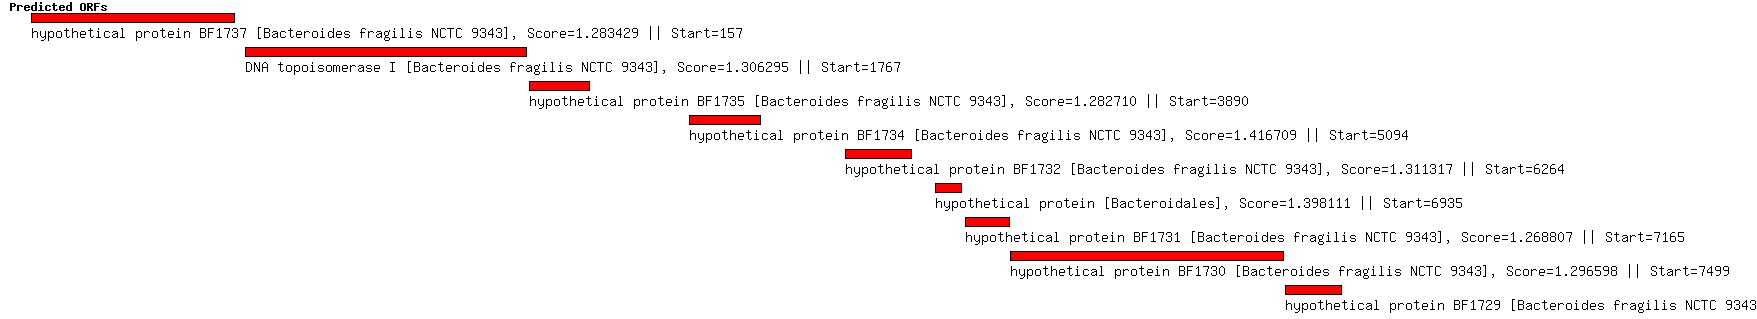 Predicted ORFs
hypothetical protein BF1737 [Bacteroides fragilis NCTC 9343], Score=1.283429 || Start=157
DNA topoisomerase I [Bacteroides fragilis NCTC 9343], Score=1.306295 || Start=1767
hypothetical protein BF1735 [Bacteroides fragilis NCTC 9343], Score=1.282710 || Start=3890
hypothetical protein BF1734 [Bacteroides fragilis NCTC 9343], Score=1.416709 || Start=5094
hypothetical protein BF1732 [Bacteroides fragilis NCTC 9343], Score=1.311317 || Start=6264
hypothetical protein [Bacteroidales], Score=1.398111 || Start=6935
hypothetical protein BF1731 [Bacteroides fragilis NCTC 9343], Score=1.268807 || Start=7165
hypothetical protein BF1730 [Bacteroides fragilis NCTC 9343], Score=1.296598 || Start=7499
hypothetical protein BF1729 [Bacteroides fragilis NCTC 9343